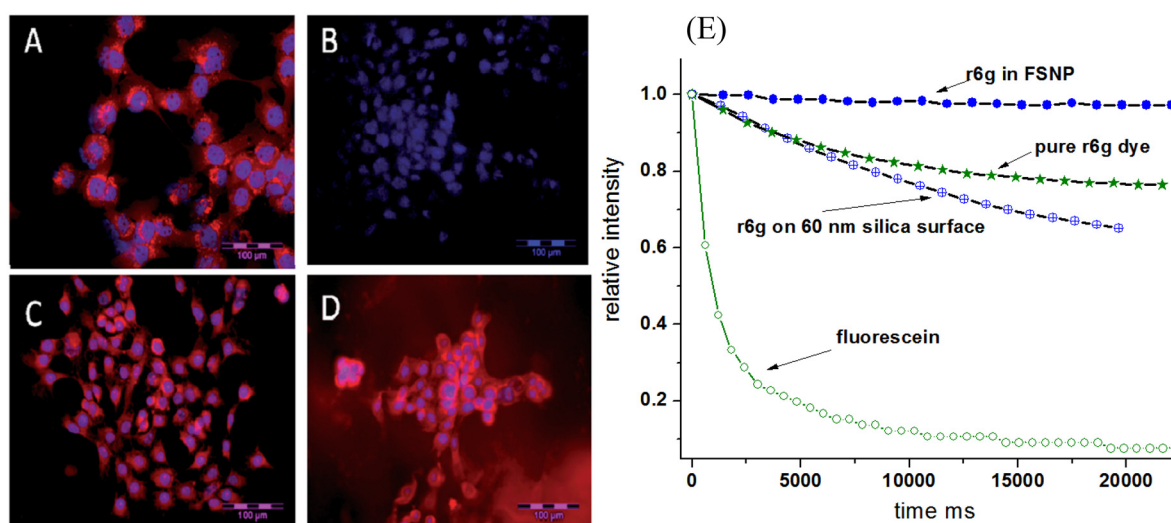 A
100 µm
B
100 µm
C
100 µm
D
100 µm
(E)
relative intensity
1.0
0.8
0.6
0.4
0.2
r6g in FSNP
pure r6g dye
r6g on 60 nm silica surface
fluorescein
0 5000 10000 15000 20000
time ms